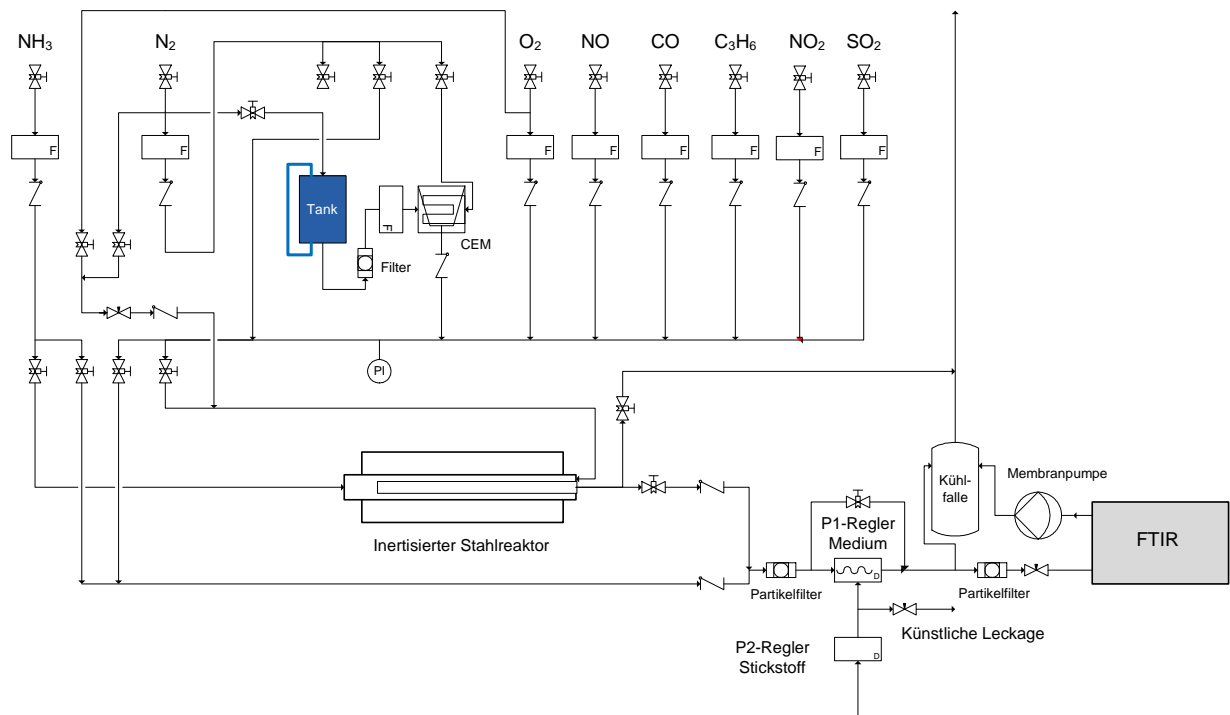 NH₃
N₂
O₂
NO
CO
C₃H₆
NO₂
SO₂
F
F
F
F
F
F
F
F
Tank
F
CEM
Filter
PI
Kühl-
falle
Membranpumpe
FTIR
P1-Regler
Medium
D
Inertisierter Stahlreaktor
Partikelfilter
Partikelfilter
Künstliche Leckage
P2-Regler
Stickstoff
D